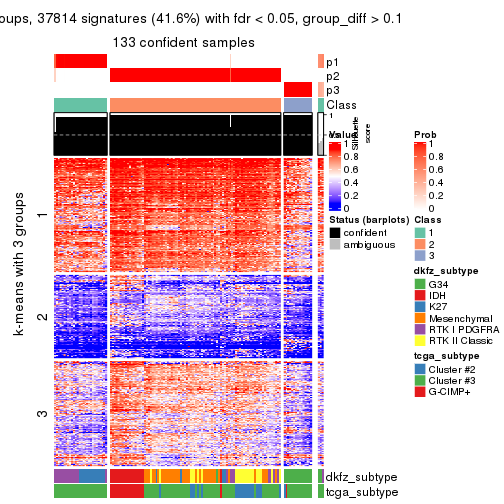 oups, 37814 signatures (41.6%) with fdr < 0.05, group_diff > 0.1
133 confident samples
p1
p2
p3
Class
1
score
Value
1
0.8
0.6
0.4
0.2
0
Prob
1
0.8
0.6
0.4
0.2
0
Status (barplots)
confident
ambiguous
Class
1
2
3
dkfz_subtype
G34
IDH
K27
Mesenchymal
RTK I PDGFRA
RTK II Classic
tcga_subtype
Cluster #2
Cluster #3
G-CIMP+
k-means with 3 groups
1
2
3
dkfz_subtype
tcga_subtype